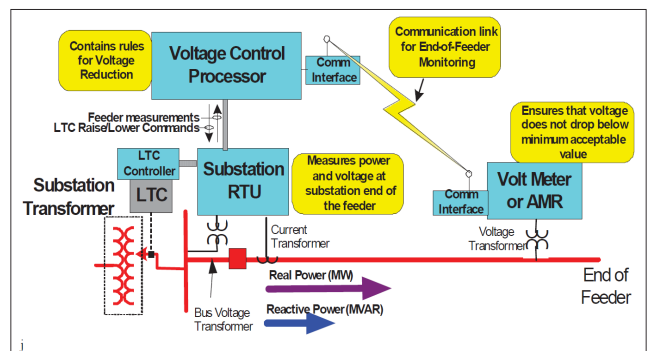 Contains rules
for Voltage
Reduction
Voltage Control
Processor
Comm
Interface
Communication link
for End-of-Feeder
Monitoring
Feeder measurements
LTC Raise/Lower Commands
Ensures that voltage
does not drop below
minimum acceptable
value
LTC
Controller
Substation
RTU
Measures power
and voltage at
substation end of
the feeder
Comm
Interface
Volt Meter
or AMR
Substation
Transformer
LTC
Current
Transformer
Voltage
Transformer
Real Power (MW)
End of
Feeder
Bus Voltage
Transformer
Reactive Power (MVAR)
j